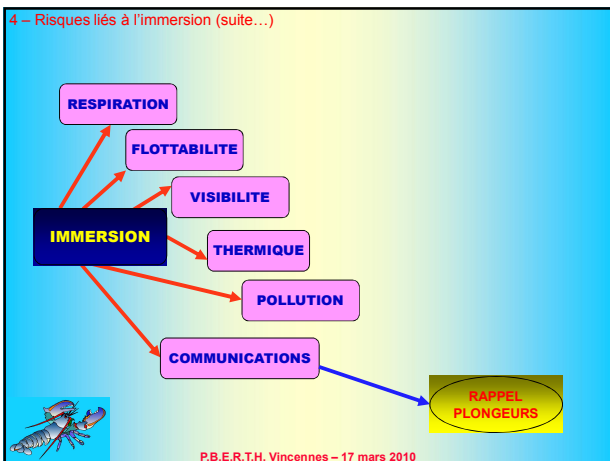 4 – Risques liés à l'immersion (suite…)
RESPIRATION
FLOTTABILITE
VISIBILITE
IMMERSION
THERMIQUE
POLLUTION
COMMUNICATIONS
RAPPEL
PLONGEURS
P.B.E.R.T.H. Vincennes – 17 mars 2010